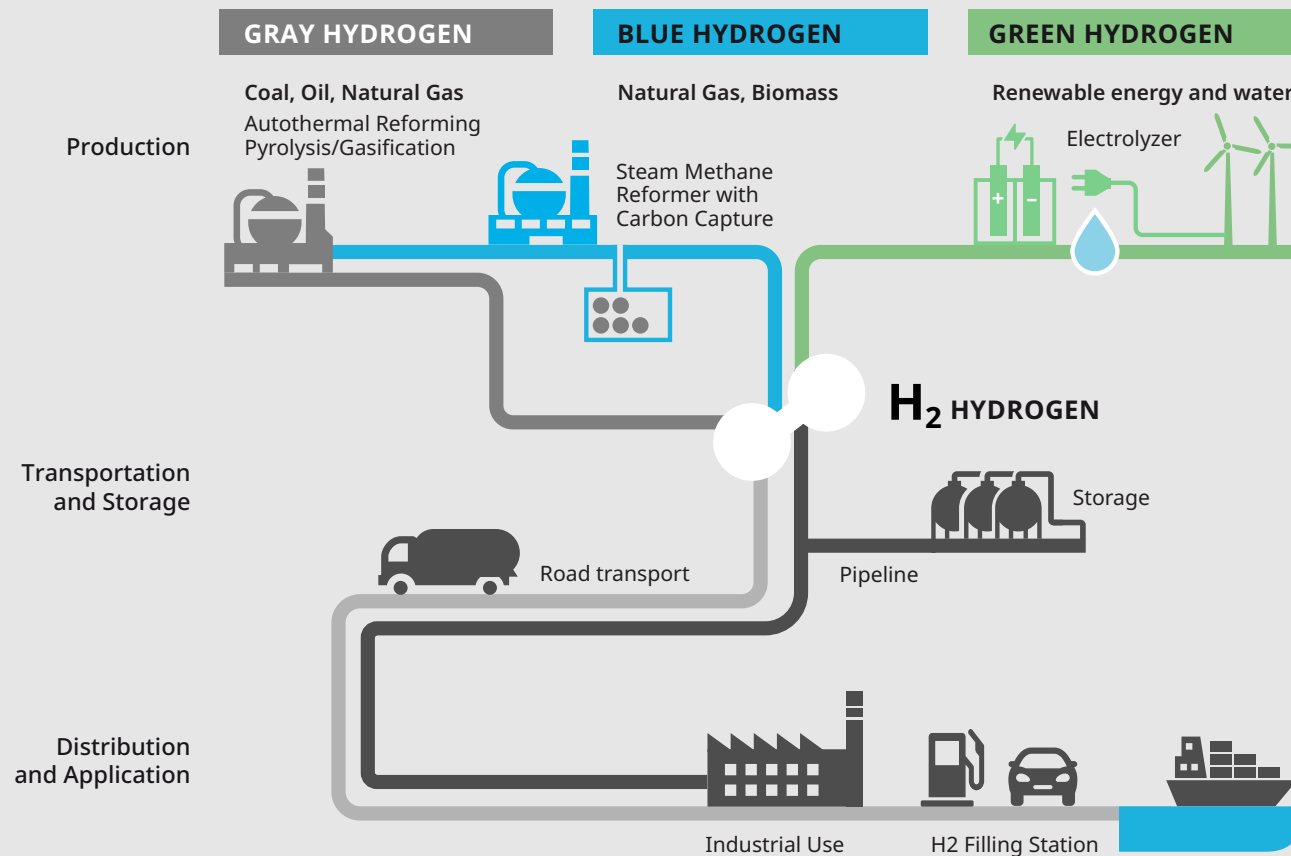 GRAY HYDROGEN
BLUE HYDROGEN
GREEN HYDROGEN
Production
Coal, Oil, Natural Gas
Autothermal Reforming
Pyrolysis/Gasification
Natural Gas, Biomass
Steam Methane
Reformer with
Carbon Capture
Renewable energy and water
Electrolyzer
+ −
H₂ HYDROGEN
Transportation
and Storage
Storage
Road transport
Pipeline
Distribution
and Application
Industrial Use
H2 Filling Station